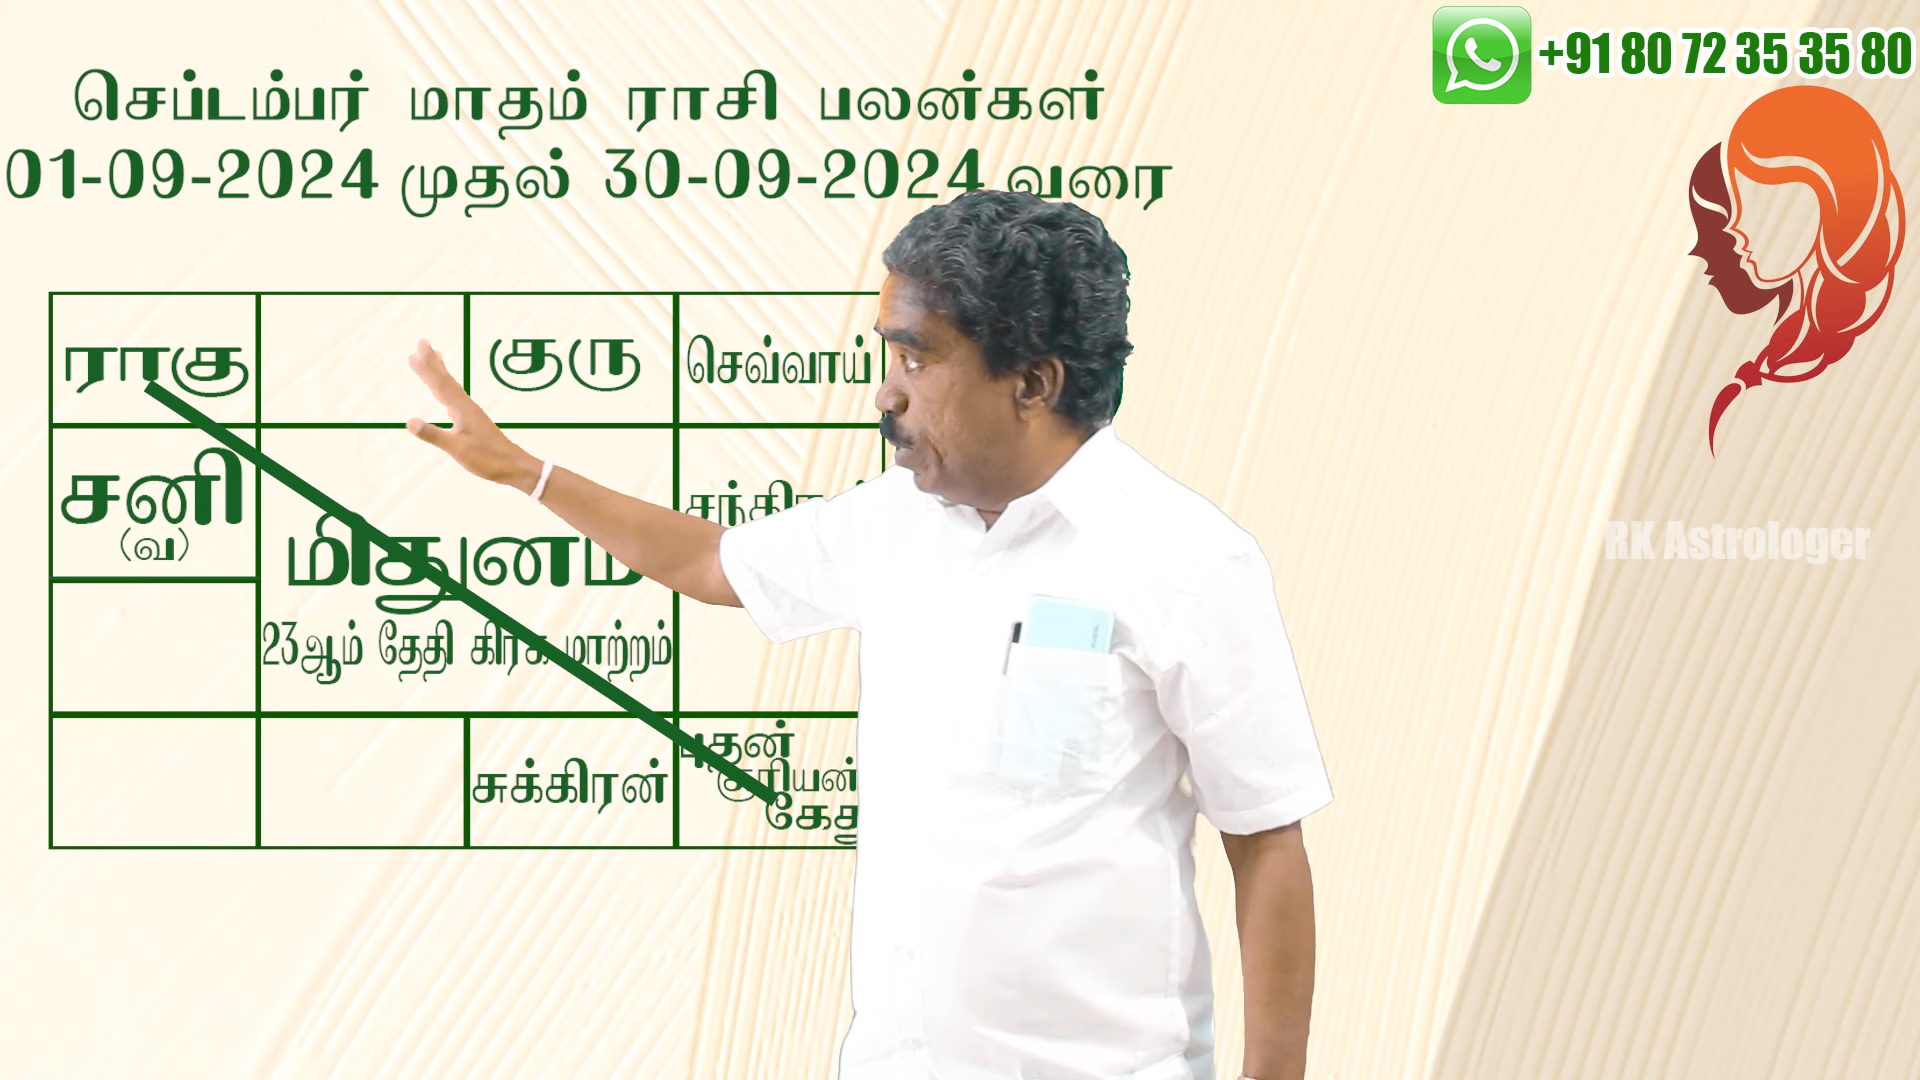 +91 80 72 35 35 80
செப்டம்பர் மாதம் ராசி பலன்கள்
01-09-2024 முதல் 30-09-2024 வரை
ராகு
குரு
செவ்வாய்
சனி
(வ)
மிதுனம்
23ஆம் தேதி கிரக மாற்றம்
சுக்கிரன்
புதன்
சூரியன்
கேது
RK Astrologer